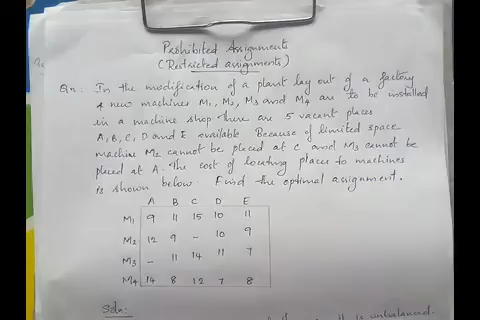 Prohibited Assignments
(Restricted assignments)
Qn: In the modification of a plant lay out of a factory
4 new machines M1, M2, M3 and M4 are to be installed
in a machine shop there are 5 vacant places
A, B, C, D and E available Because of limited space
machine M2 cannot be placed at C and M3 cannot be
placed at A. The cost of locating places to machines
is shown below. Find the optimal assignment.
A B C D E
M1 9 11 15 10 11
M2 12 9 - 10 9
M3 - 11 14 11 7
M4 14 8 12 7 8
Soln:
is unbalanced.